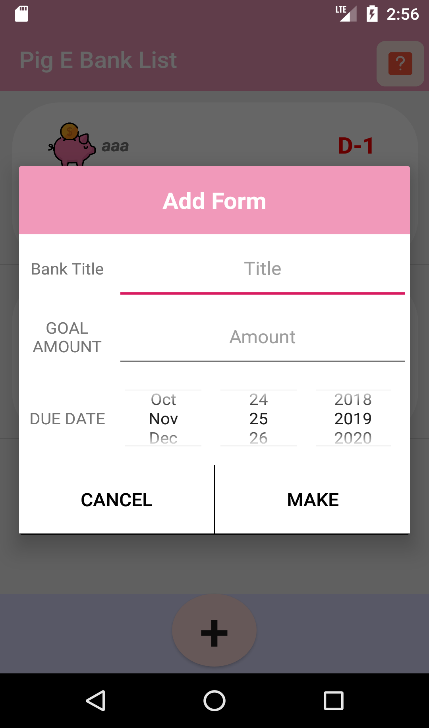 LTE 2:56
Pig E Bank List ?
aaa D-1
Add Form
Bank Title Title
GOAL
AMOUNT Amount
Oct 24 2018
DUE DATE Nov 25 2019
Dec 26 2020
CANCEL MAKE
+